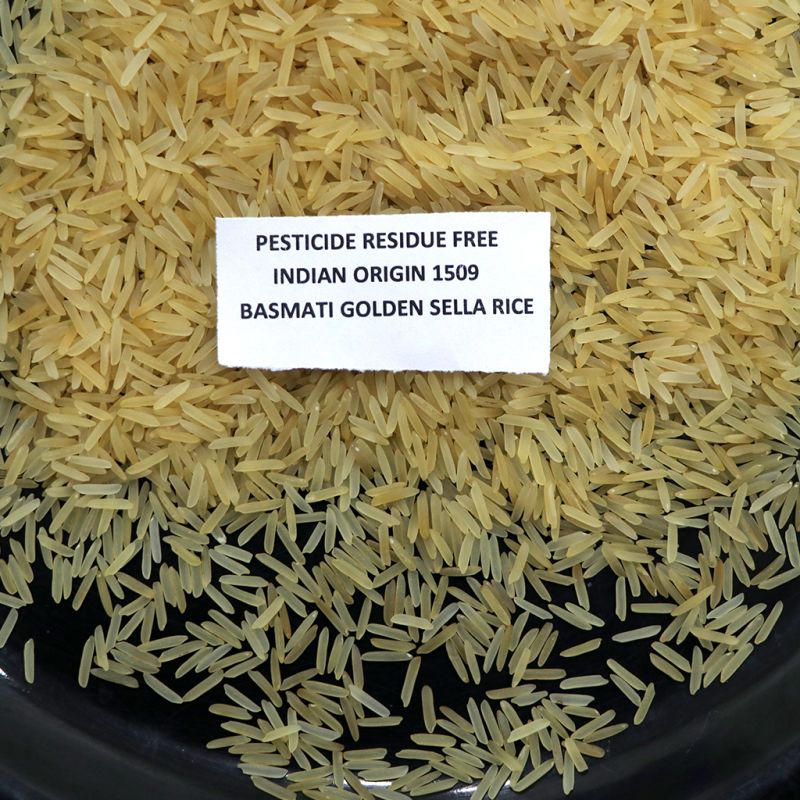 PESTICIDE RESIDUE FREE
INDIAN ORIGIN 1509
BASMATI GOLDEN SELLA RICE